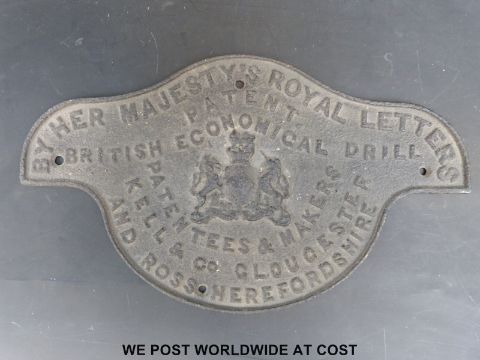 BY HER MAJESTY'S ROYAL LETTERS
PATENT
BRITISH ECONOMICAL DRILL
PATENTEES & MAKERS
KELL & Co GLOUCESTER
AND ROSS, HEREFORDSHIRE
WE POST WORLDWIDE AT COST